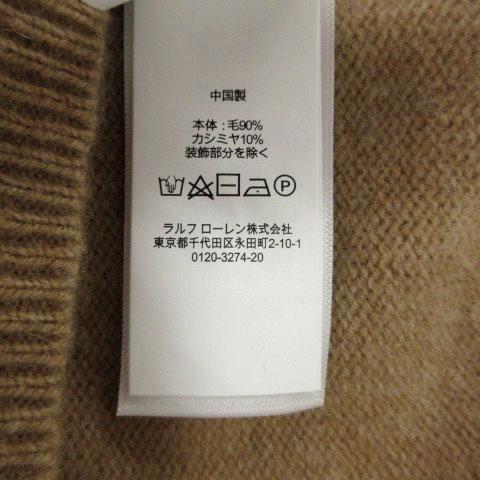 中国製
本体 : 毛90%
カシミヤ10%
装飾部分を除く
P
ラルフ ローレン株式会社
東京都千代田区永田町2-10-1
0120-3274-20